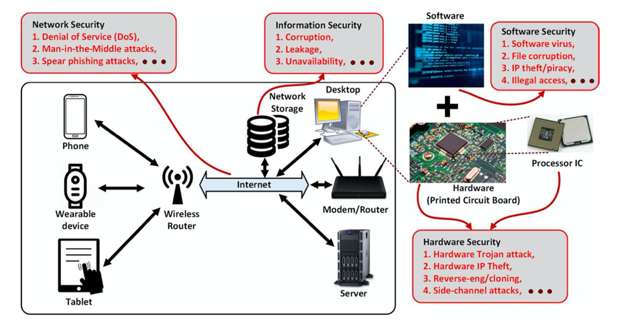 Network Security
1. Denial of Service (DoS),
2. Man-in-the-Middle attacks,
3. Spear phishing attacks,
Information Security
1. Corruption,
2. Leakage,
3. Unavailability,
Software
Software Security
1. Software virus,
2. File corruption,
3. IP theft/piracy,
4. Illegal access,
Network
Storage
Desktop
Phone
Wearable
device
Wireless
Router
Internet
Modem/Router
Tablet
Server
Hardware
(Printed Circuit Board)
Processor IC
Hardware Security
1. Hardware Trojan attack,
2. Hardware IP Theft,
3. Reverse-eng/cloning,
4. Side-channel attacks,